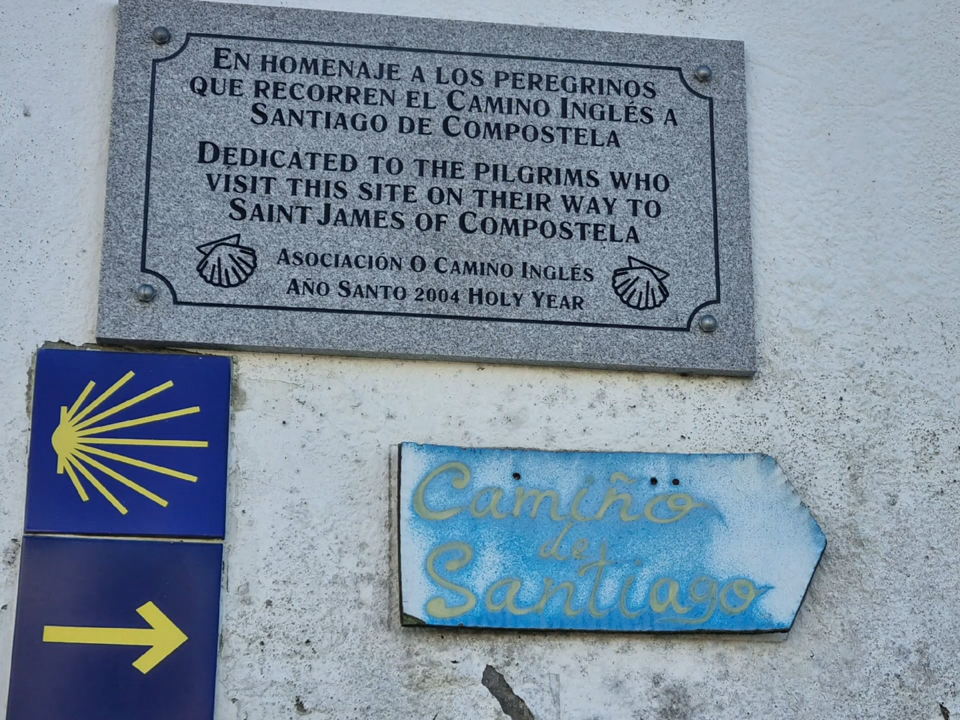 EN HOMENAJE A LOS PEREGRINOS
QUE RECORREN EL CAMINO INGLÉS A
SANTIAGO DE COMPOSTELA
DEDICATED TO THE PILGRIMS WHO
VISIT THIS SITE ON THEIR WAY TO
SAINT JAMES OF COMPOSTELA
ASOCIACIÓN O CAMIÑO INGLÉS
AÑO SANTO 2004 HOLY YEAR
Camiño
de
Santiago